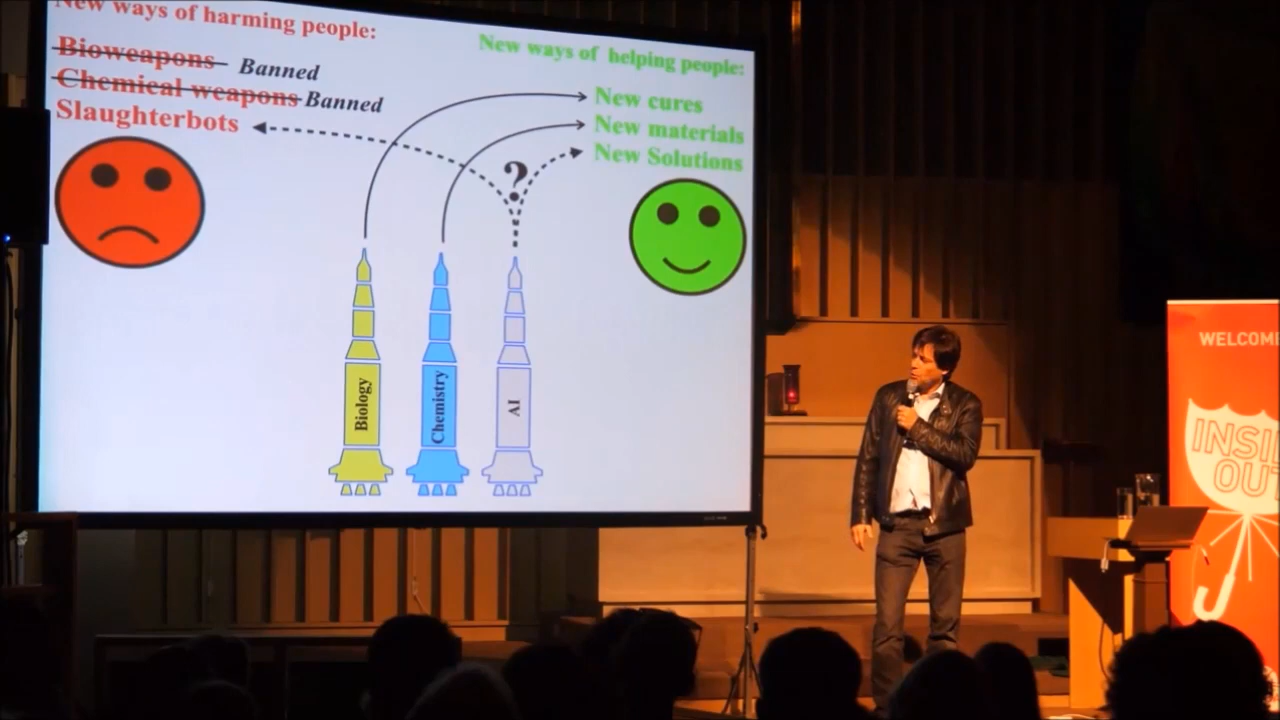 New ways of harming people:
Bioweapons Banned
Chemical weapons Banned
Slaughterbots
New ways of helping people:
New cures
New materials
New Solutions
?
Biology
Chemistry
AI
WELCOME
INSI
OUT